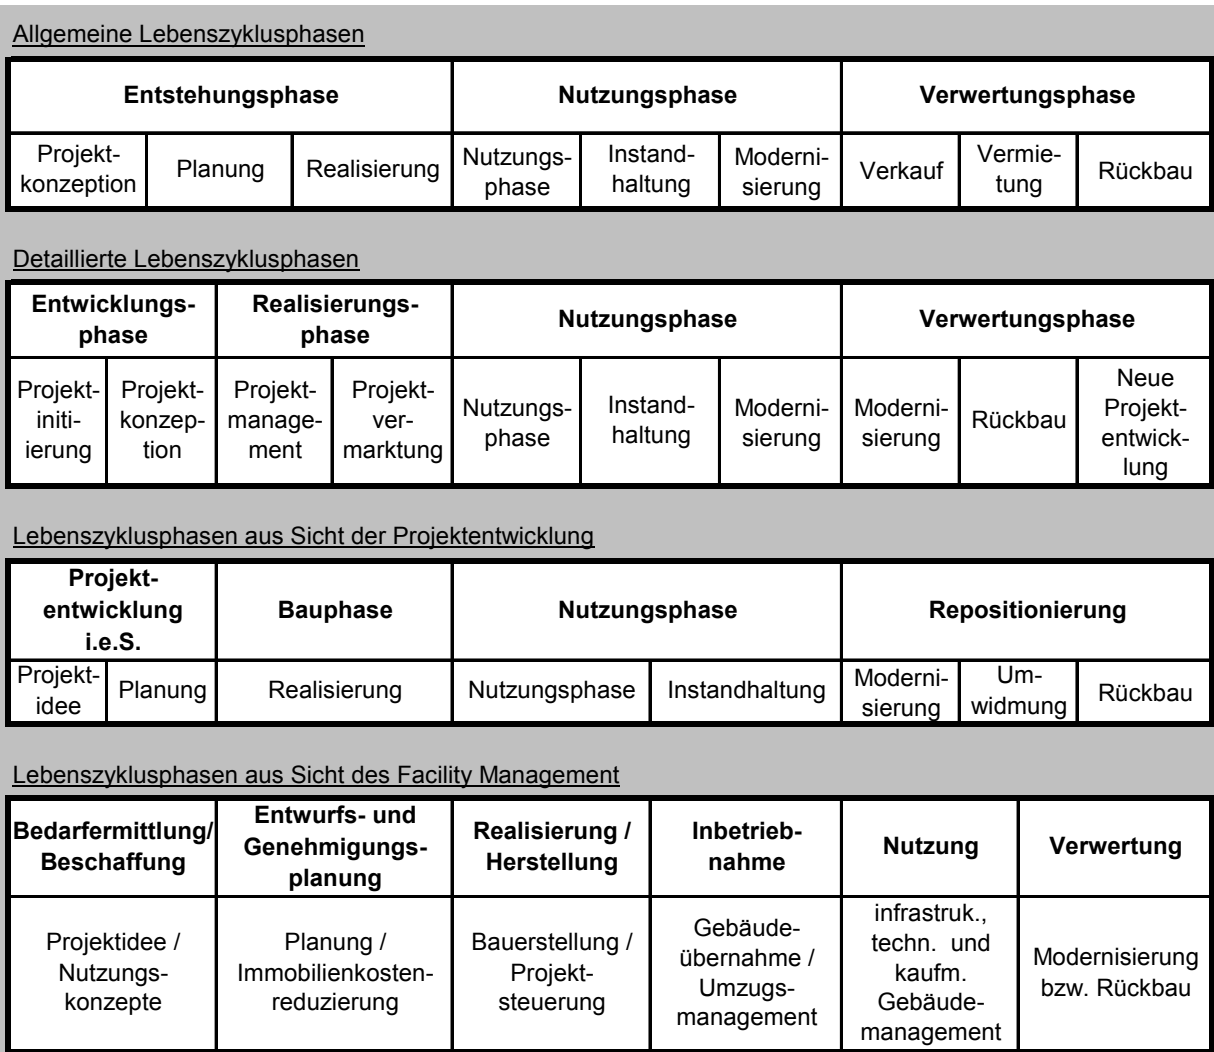 Allgemeine Lebenszyklusphasen
Entstehungsphase
Nutzungsphase
Verwertungsphase
Projekt-
konzeption
Planung
Realisierung
Nutzungs-
phase
Instand-
haltung
Moderni-
sierung
Verkauf
Vermie-
tung
Rückbau
Detaillierte Lebenszyklusphasen
Entwicklungs-
phase
Realisierungs-
phase
Nutzungsphase
Verwertungsphase
Projekt-
initi-
ierung
Projekt-
konzep-
tion
Projekt-
manage-
ment
Projekt-
ver-
marktung
Nutzungs-
phase
Instand-
haltung
Moderni-
sierung
Moderni-
sierung
Rückbau
Neue
Projekt-
entwick-
lung
Lebenszyklusphasen aus Sicht der Projektentwicklung
Projekt-
entwicklung
i.e.S.
Bauphase
Nutzungsphase
Repositionierung
Projekt-
idee
Planung
Realisierung
Nutzungsphase
Instandhaltung
Moderni-
sierung
Um-
widmung
Rückbau
Lebenszyklusphasen aus Sicht des Facility Management
Bedarfermittlung/
Beschaffung
Entwurfs- und
Genehmigungs-
planung
Realisierung /
Herstellung
Inbetrieb-
nahme
Nutzung
Verwertung
Projektidee /
Nutzungs-
konzepte
Planung /
Immobilienkosten-
reduzierung
Bauerstellung /
Projekt-
steuerung
Gebäude-
übernahme /
Umzugs-
management
infrastruk.,
techn. und
kaufm.
Gebäude-
management
Modernisierung
bzw. Rückbau